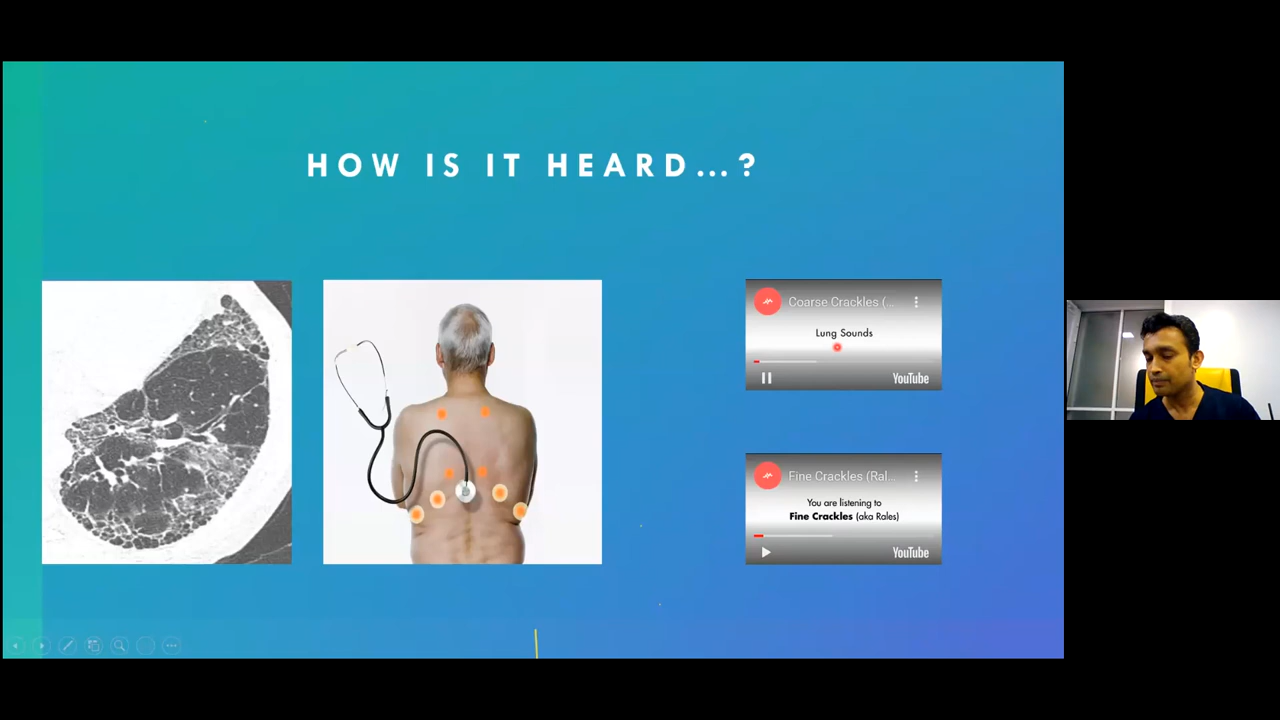 HOW IS IT HEARD...?
Coarse Crackles (...
Lung Sounds
YouTube
Fine Crackles (Ral...
You are listening to
Fine Crackles (aka Rales)
YouTube